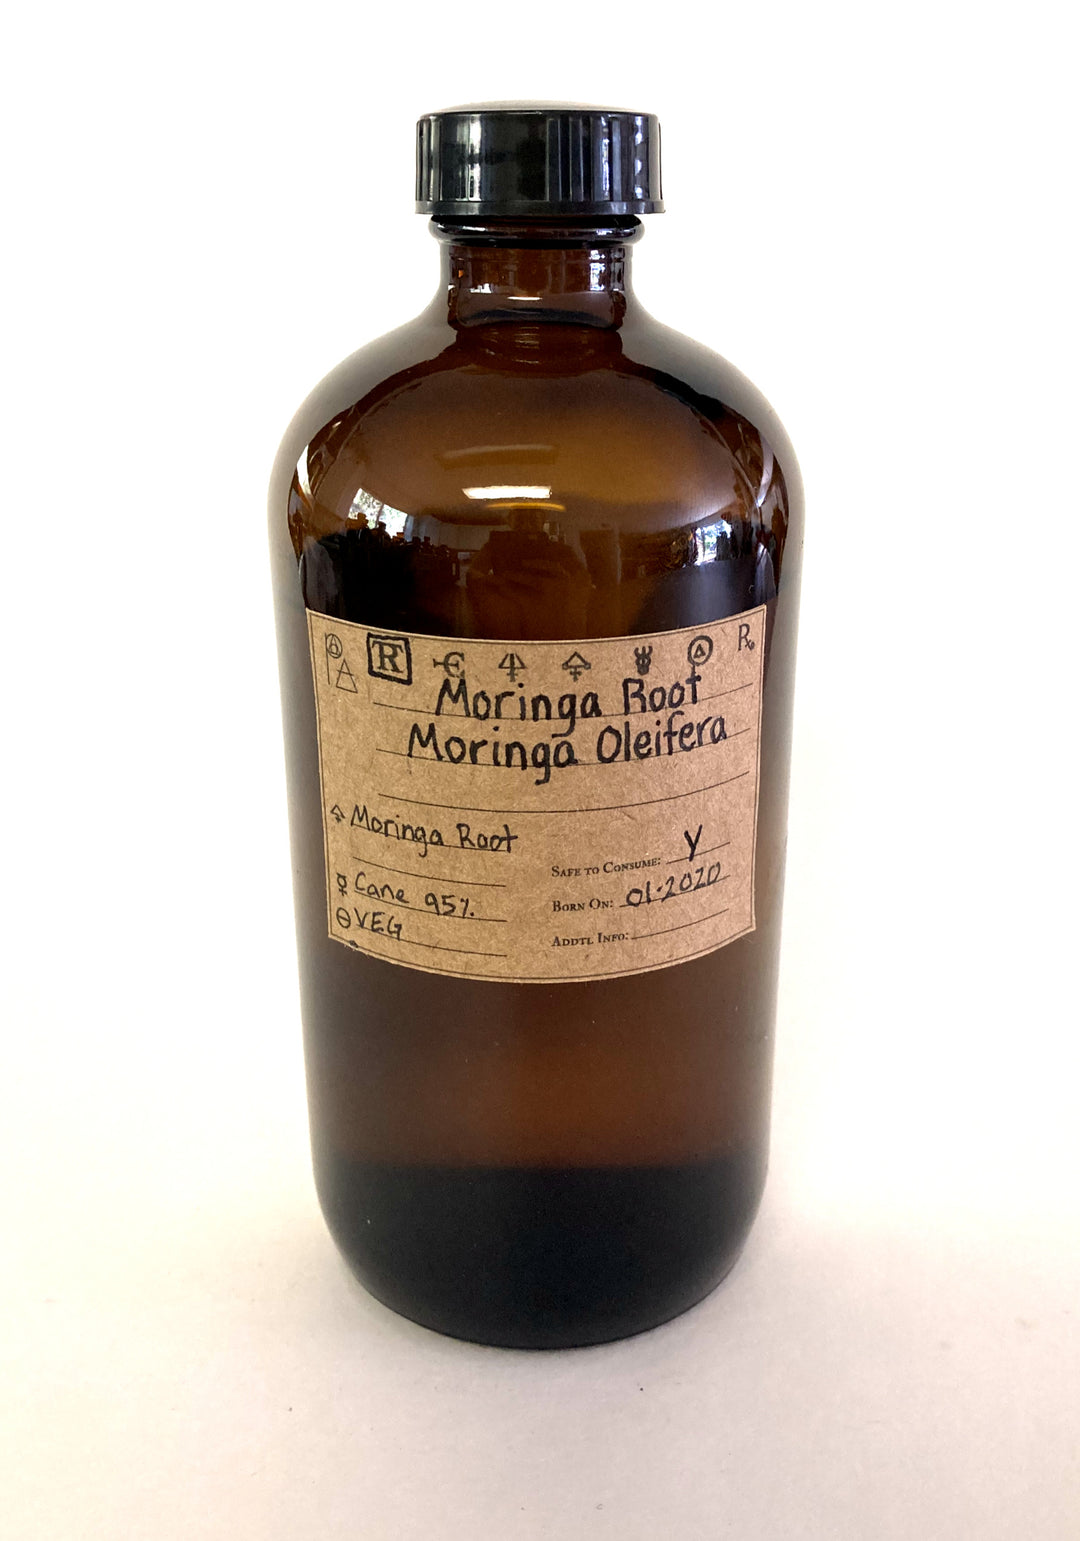 R
Moringa Root
Moringa Oleifera
Moringa Root
Cane 95%
VEG
Safe to Consume: Y
Born On: 01-2020
Addtl Info: